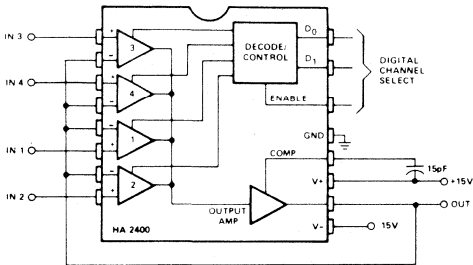 IN 3
IN 4
IN 1
IN 2
+
−
3
+
−
4
−
+
1
−
+
2
DECODE/
CONTROL
D0
D1
ENABLE
DIGITAL
CHANNEL
SELECT
GND
COMP
15pF
V+
+15V
OUTPUT
AMP
OUT
V−
15V
HA 2400